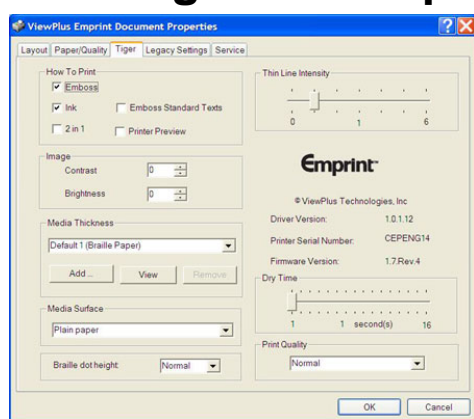 ViewPlus Emprint Document Properties
Layout Paper/Quality Tiger Legacy Settings Service
How To Print
Emboss
Ink
Emboss Standard Texts
2 in 1
Printer Preview
Image
Contrast 0
Brightness 0
Media Thickness
Default 1 (Braille Paper)
Add... View Remove
Media Surface
Plain paper
Braille dot height: Normal
Thin Line Intensity
0 1 6
Emprint™
© ViewPlus Technologies, Inc
Driver Version: 1.0.1.12
Printer Serial Number: CEPENG14
Firmware Version: 1.7.Rev.4
Dry Time
1 1 second(s) 16
Print Quality
Normal
OK Cancel